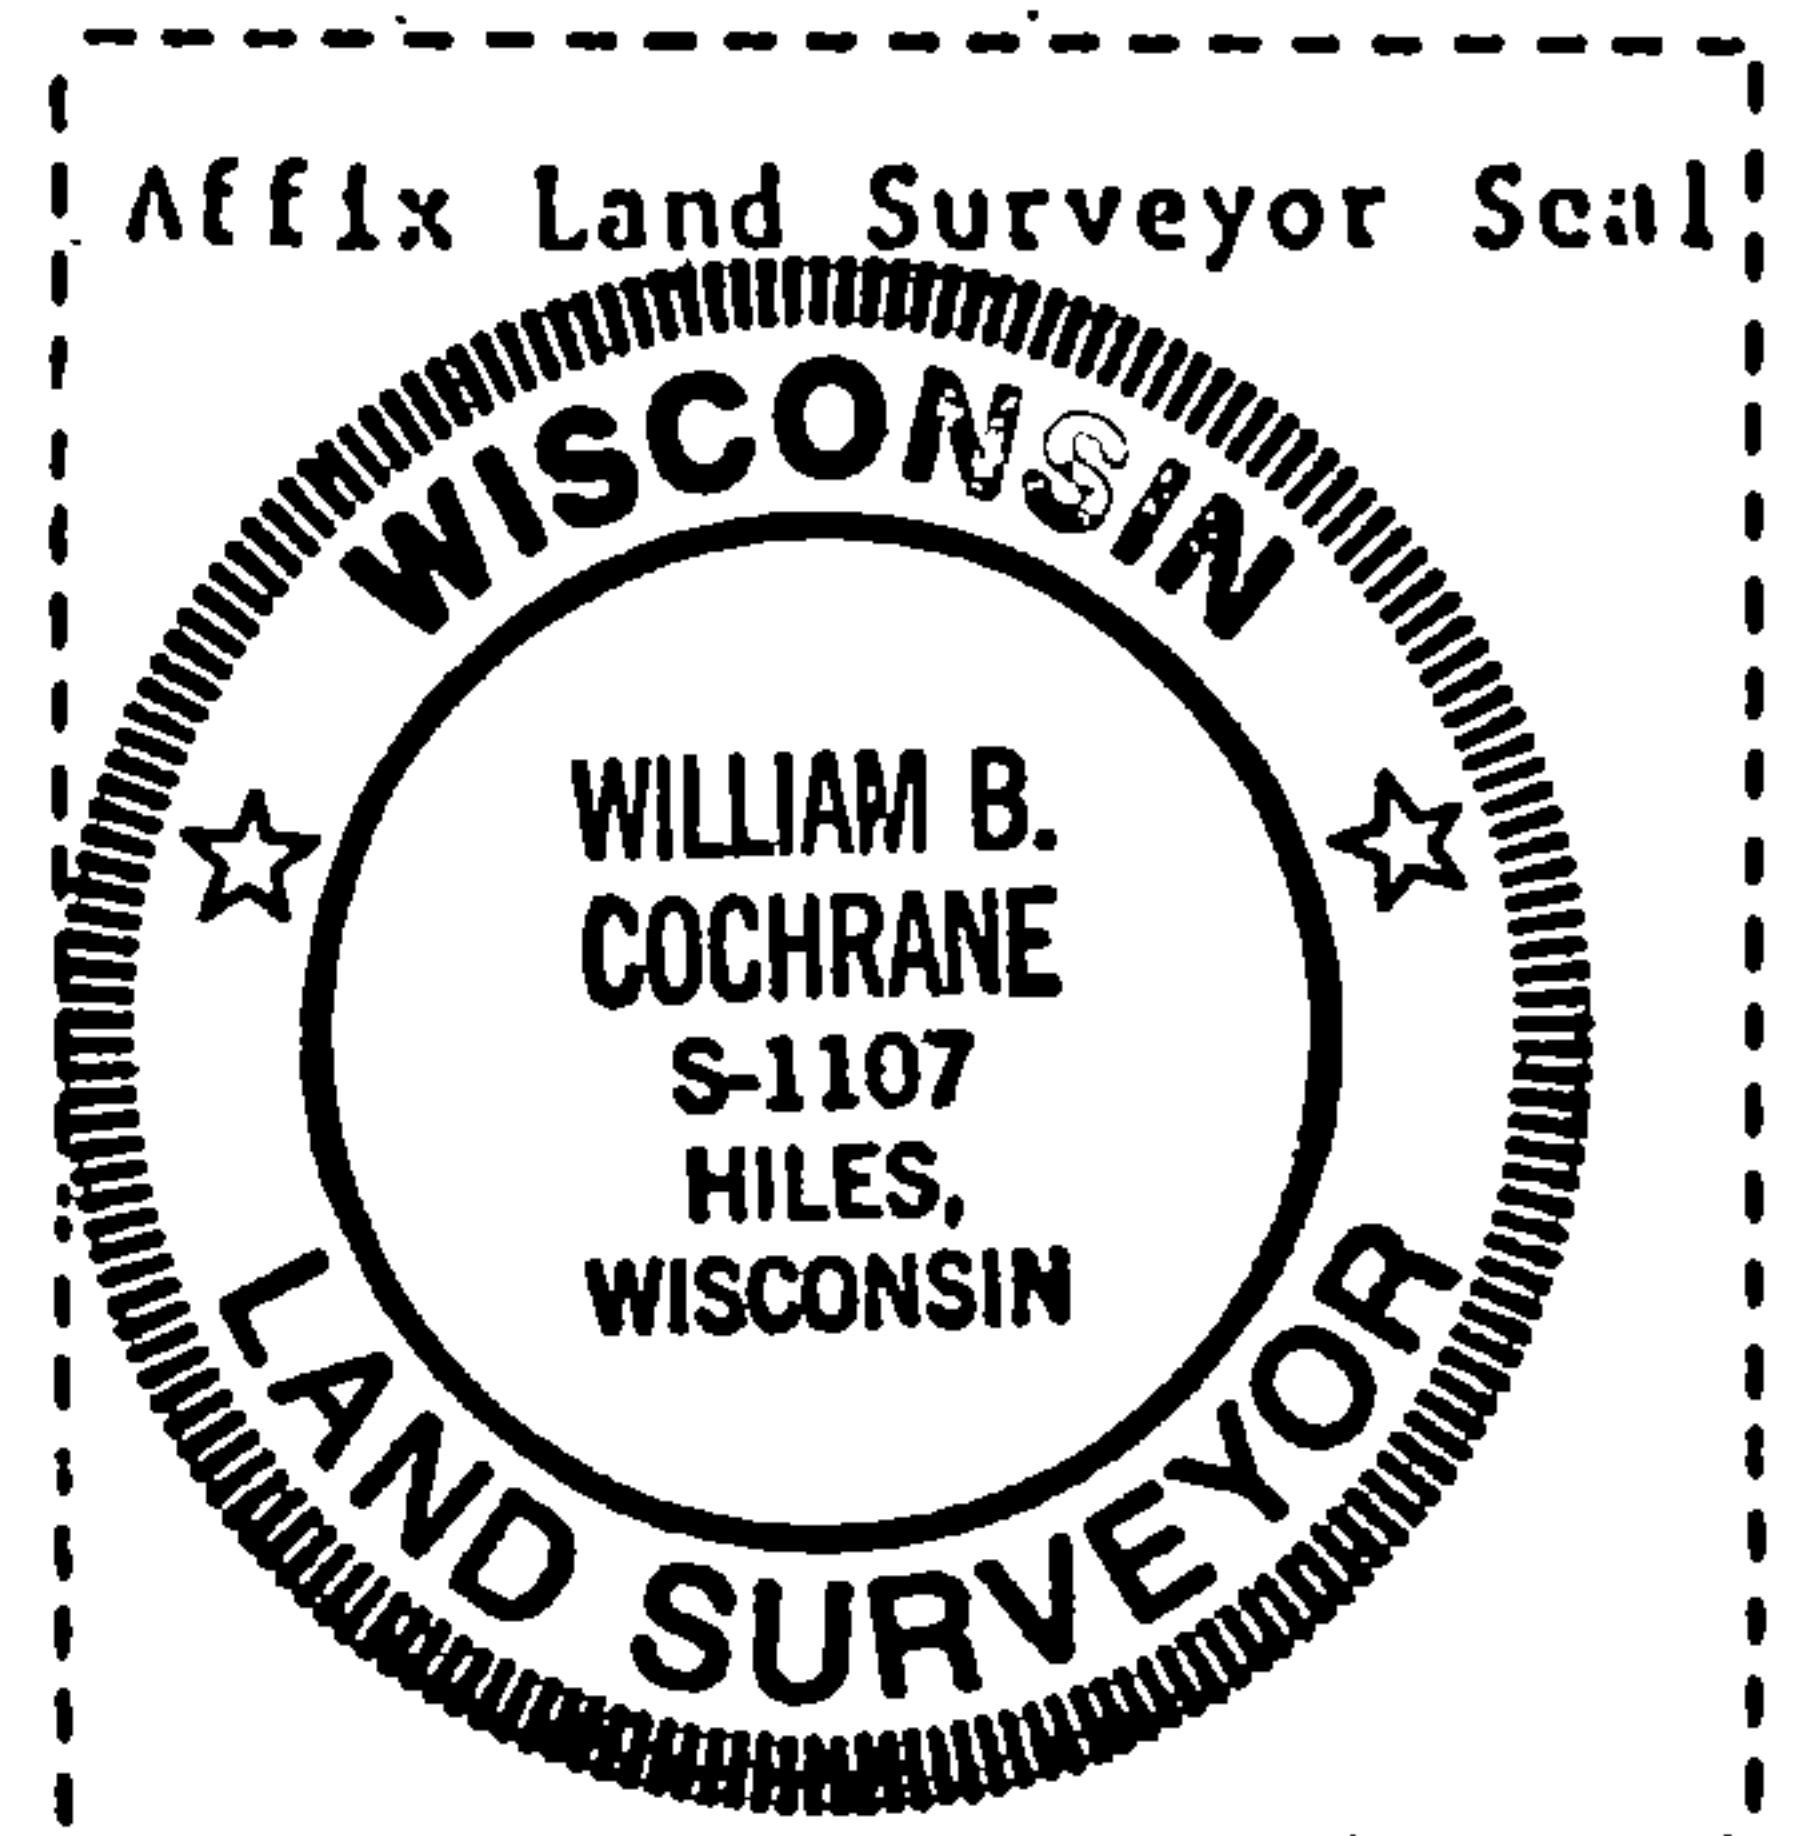 Affix Land Surveyor Seal
WISCONSIN
WILLIAM B.
COCHRANE
S-1107
HILES,
WISCONSIN
LAND SURVEYOR